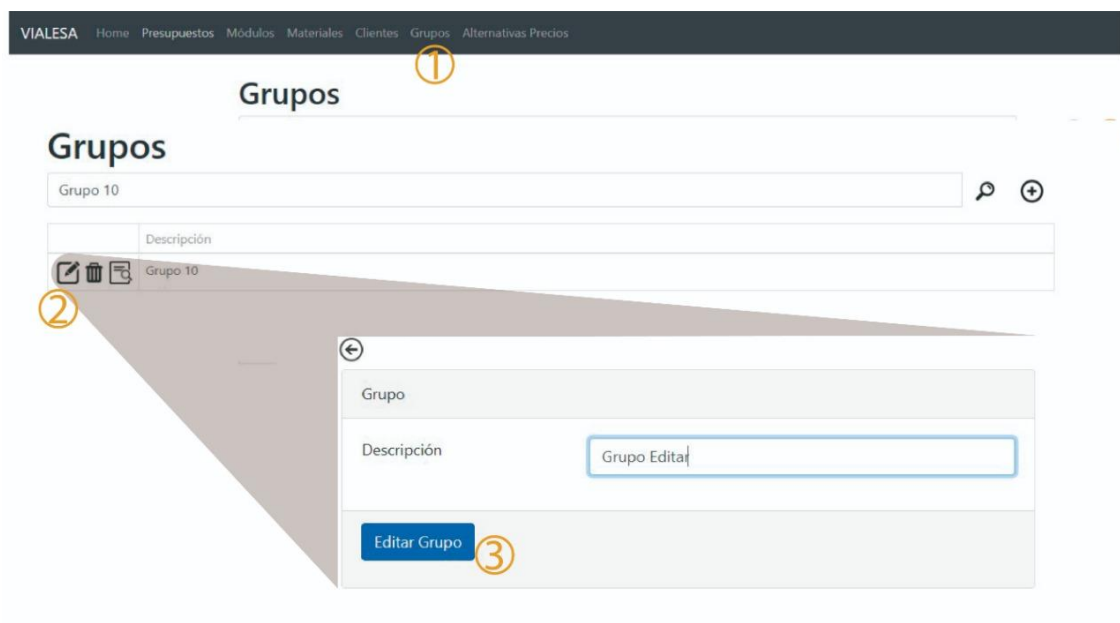 VIALESA Home Presupuestos Módulos Materiales Clientes Grupos Alternativas Precios
①
Grupos
Grupos
Grupo 10
Descripción
Grupo 10
②
Grupo
Descripción
Grupo Editar
Editar Grupo
③